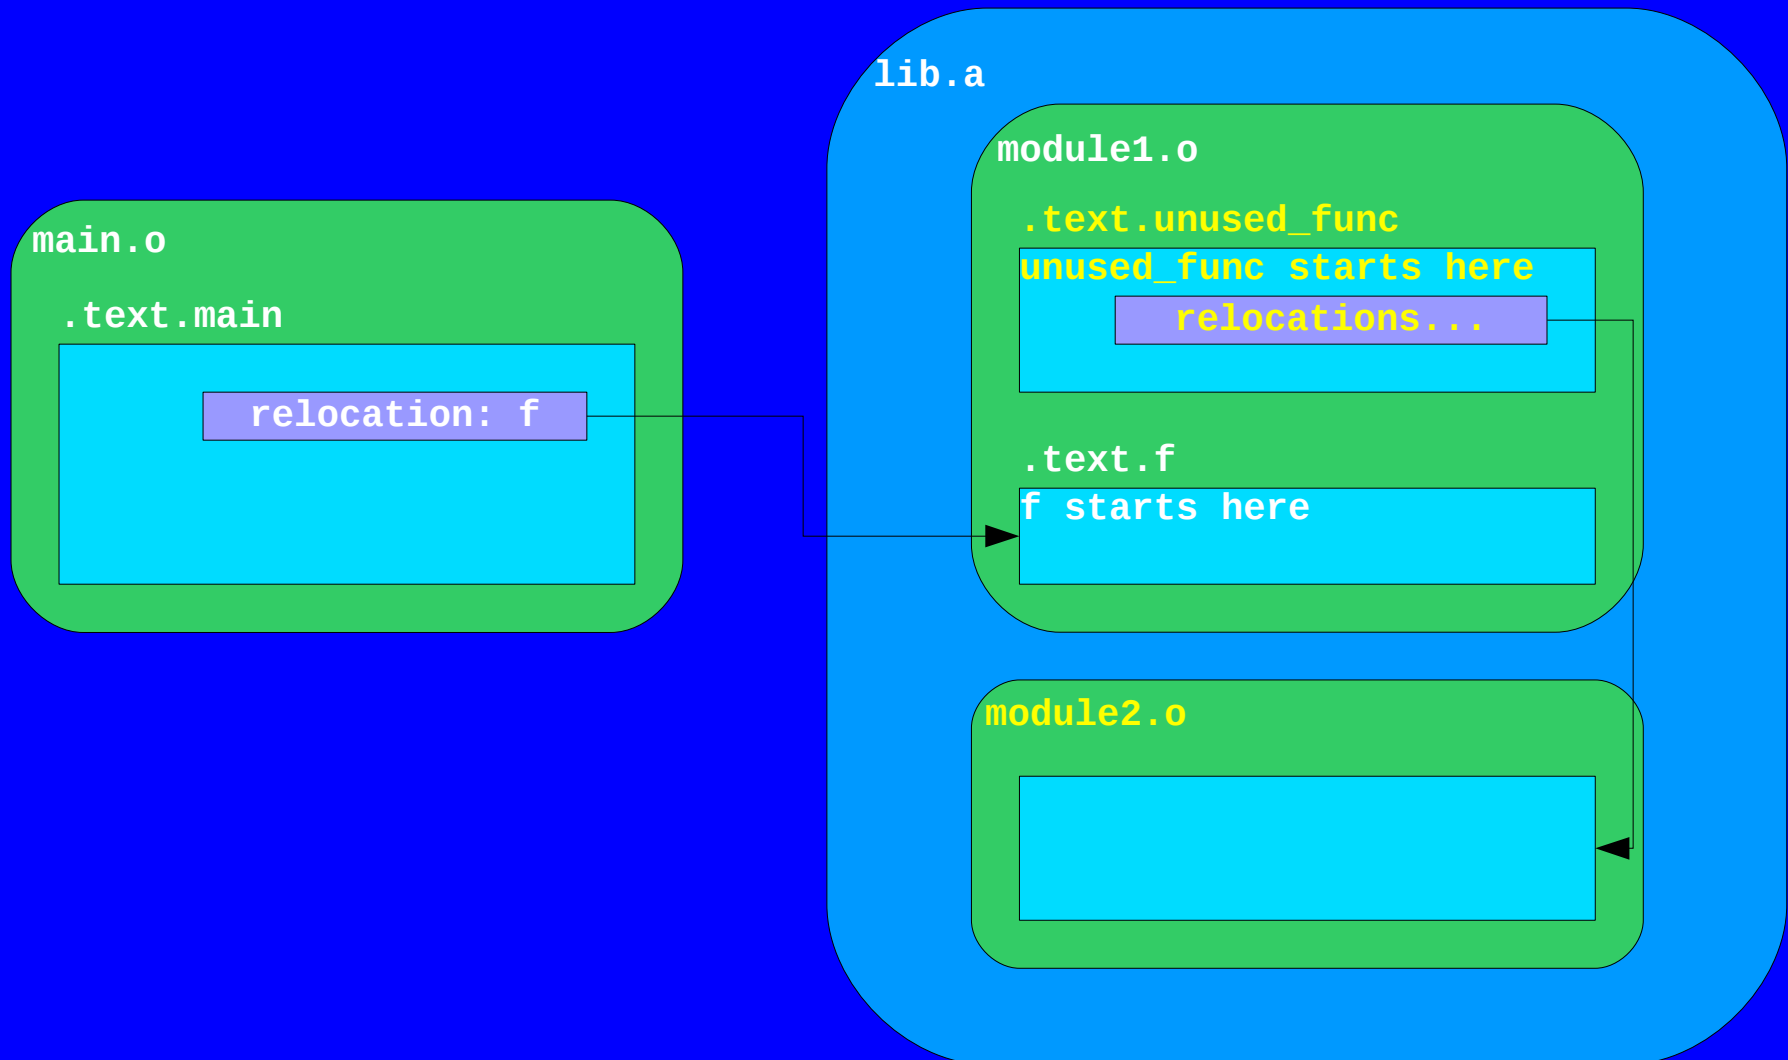 lib.a
module1.o
.text.unused_func
unused_func starts here
relocations...
.text.f
f starts here
module2.o
main.o
.text.main
relocation: f